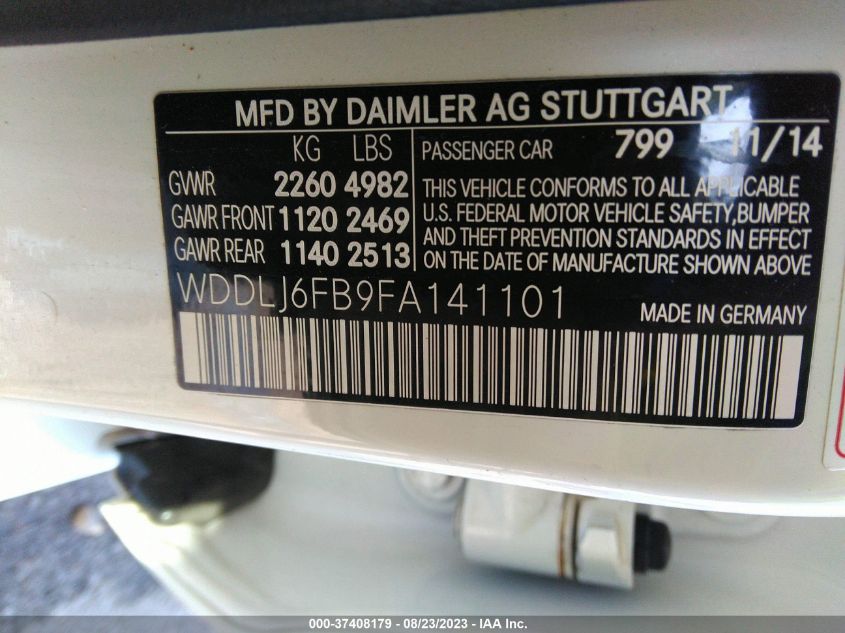 MFD BY DAIMLER AG STUTTGART
KG LBS
GVWR 2260 4982
GAWR FRONT 1120 2469
GAWR REAR 1140 2513
PASSENGER CAR 799 11/14
THIS VEHICLE CONFORMS TO ALL APPLICABLE
U.S. FEDERAL MOTOR VEHICLE SAFETY, BUMPER
AND THEFT PREVENTION STANDARDS IN EFFECT
ON THE DATE OF MANUFACTURE SHOWN ABOVE
WDDLJ6FB9FA141101
MADE IN GERMANY
000-37408179 - 08/23/2023 - IAA Inc.